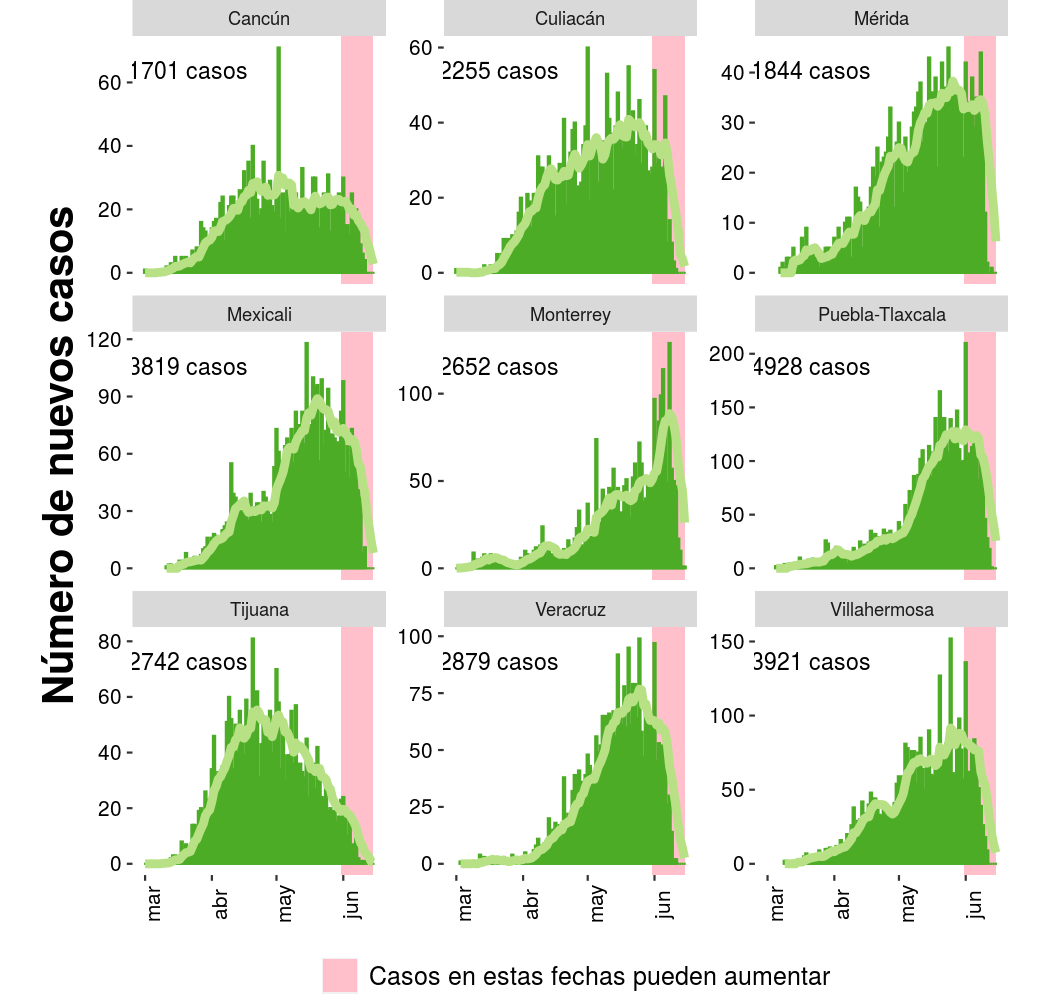 Cancún
Culiacán
Mérida
1701 casos
2255 casos
1844 casos
60
40
20
0
60
40
20
0
40
30
20
10
0
Número de nuevos casos
Mexicali
Monterrey
Puebla-Tlaxcala
3819 casos
2652 casos
4928 casos
120
90
60
30
0
100
50
0
200
150
100
50
0
Tijuana
Veracruz
Villahermosa
2742 casos
2879 casos
3921 casos
80
60
40
20
0
100
75
50
25
0
150
100
50
0
mar
abr
may
jun
mar
abr
may
jun
mar
abr
may
jun
Casos en estas fechas pueden aumentar